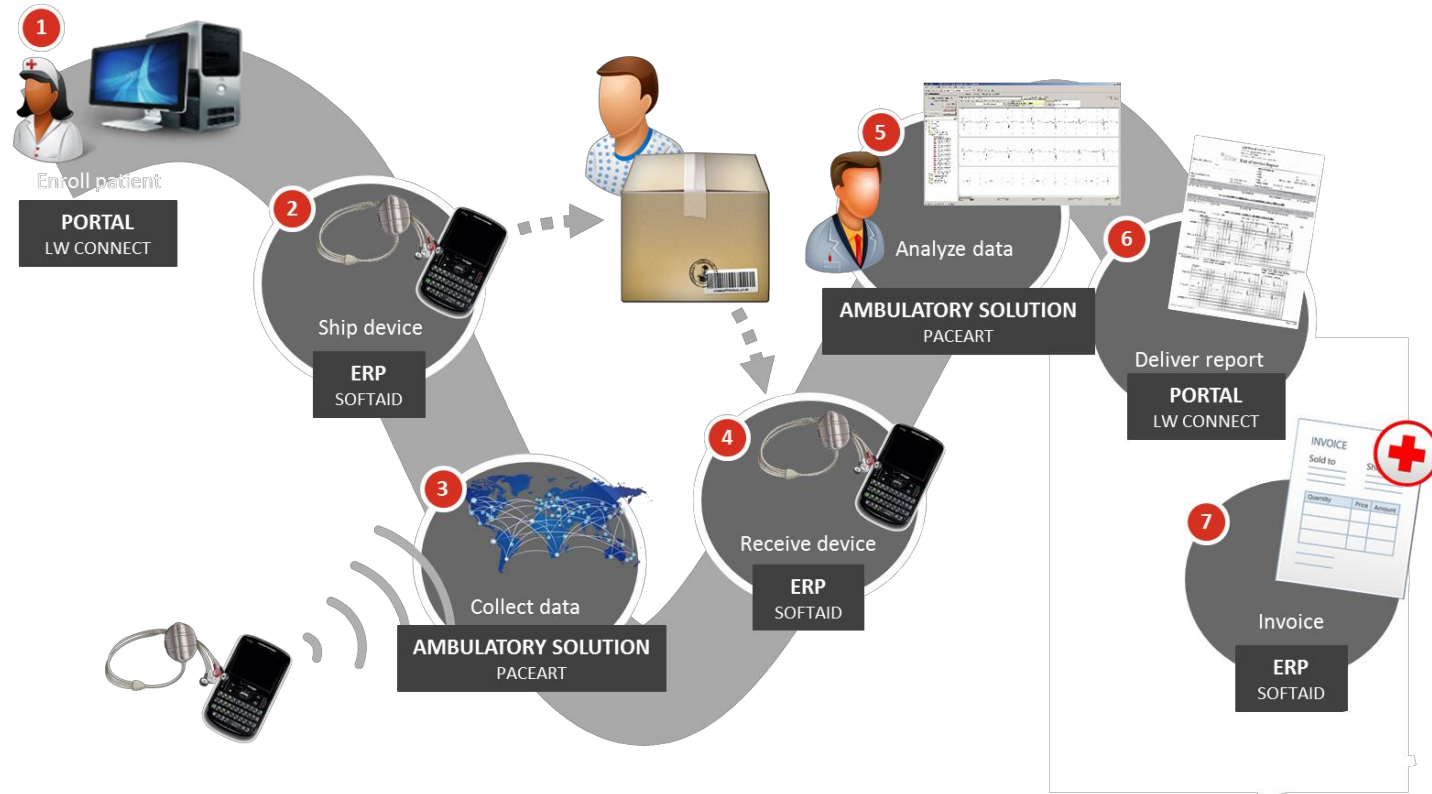 1
Enroll patient
PORTAL
LW CONNECT
2
Ship device
ERP
SOFTAID
3
Collect data
AMBULATORY SOLUTION
PACEART
4
Receive device
ERP
SOFTAID
5
Analyze data
AMBULATORY SOLUTION
PACEART
6
Deliver report
PORTAL
LW CONNECT
7
INVOICE
Sold to
Quantity
Price
Amount
Invoice
ERP
SOFTAID